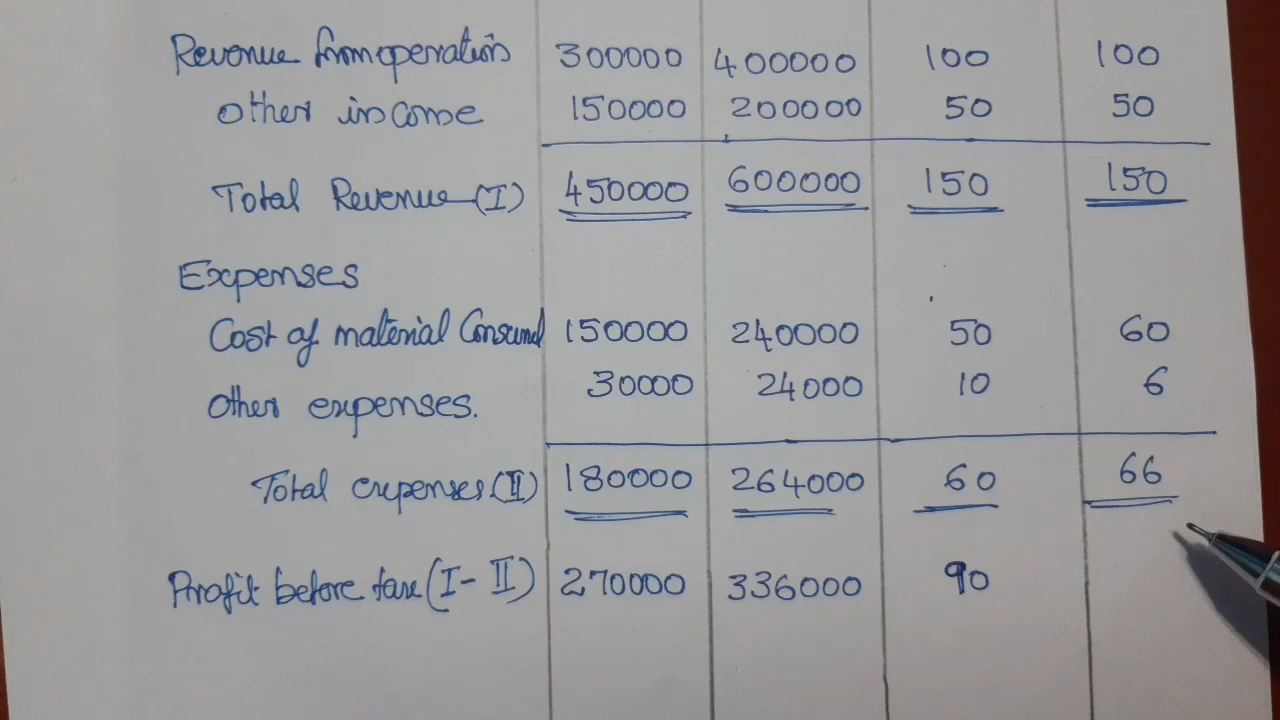 Revenue from operation 300000 400000 100 100
Other income 150000 200000 50 50
Total Revenue (I) 450000 600000 150 150
Expenses
Cost of material Consumed 150000 240000 50 60
Other expenses. 30000 24000 10 6
Total expenses (II) 180000 264000 60 66
Profit before tax (I - II) 270000 336000 90